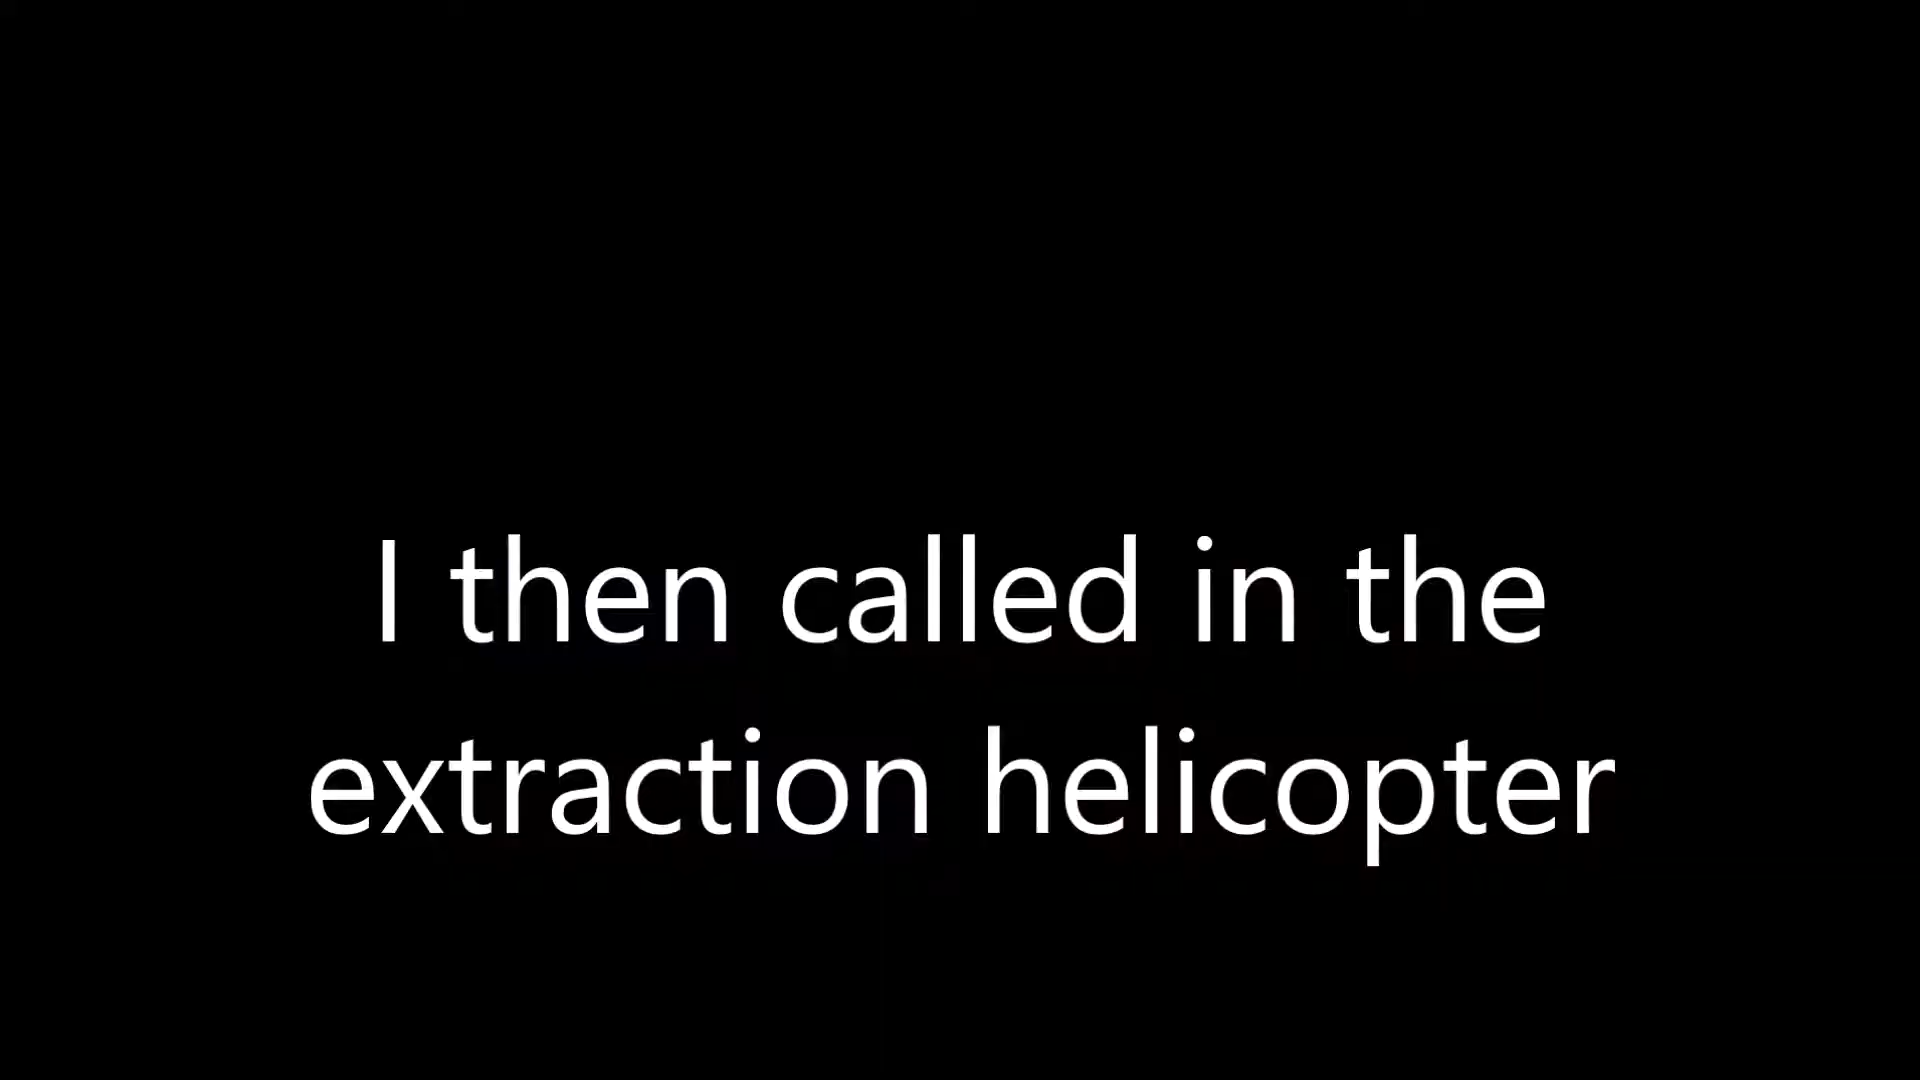 I then called in the
extraction helicopter